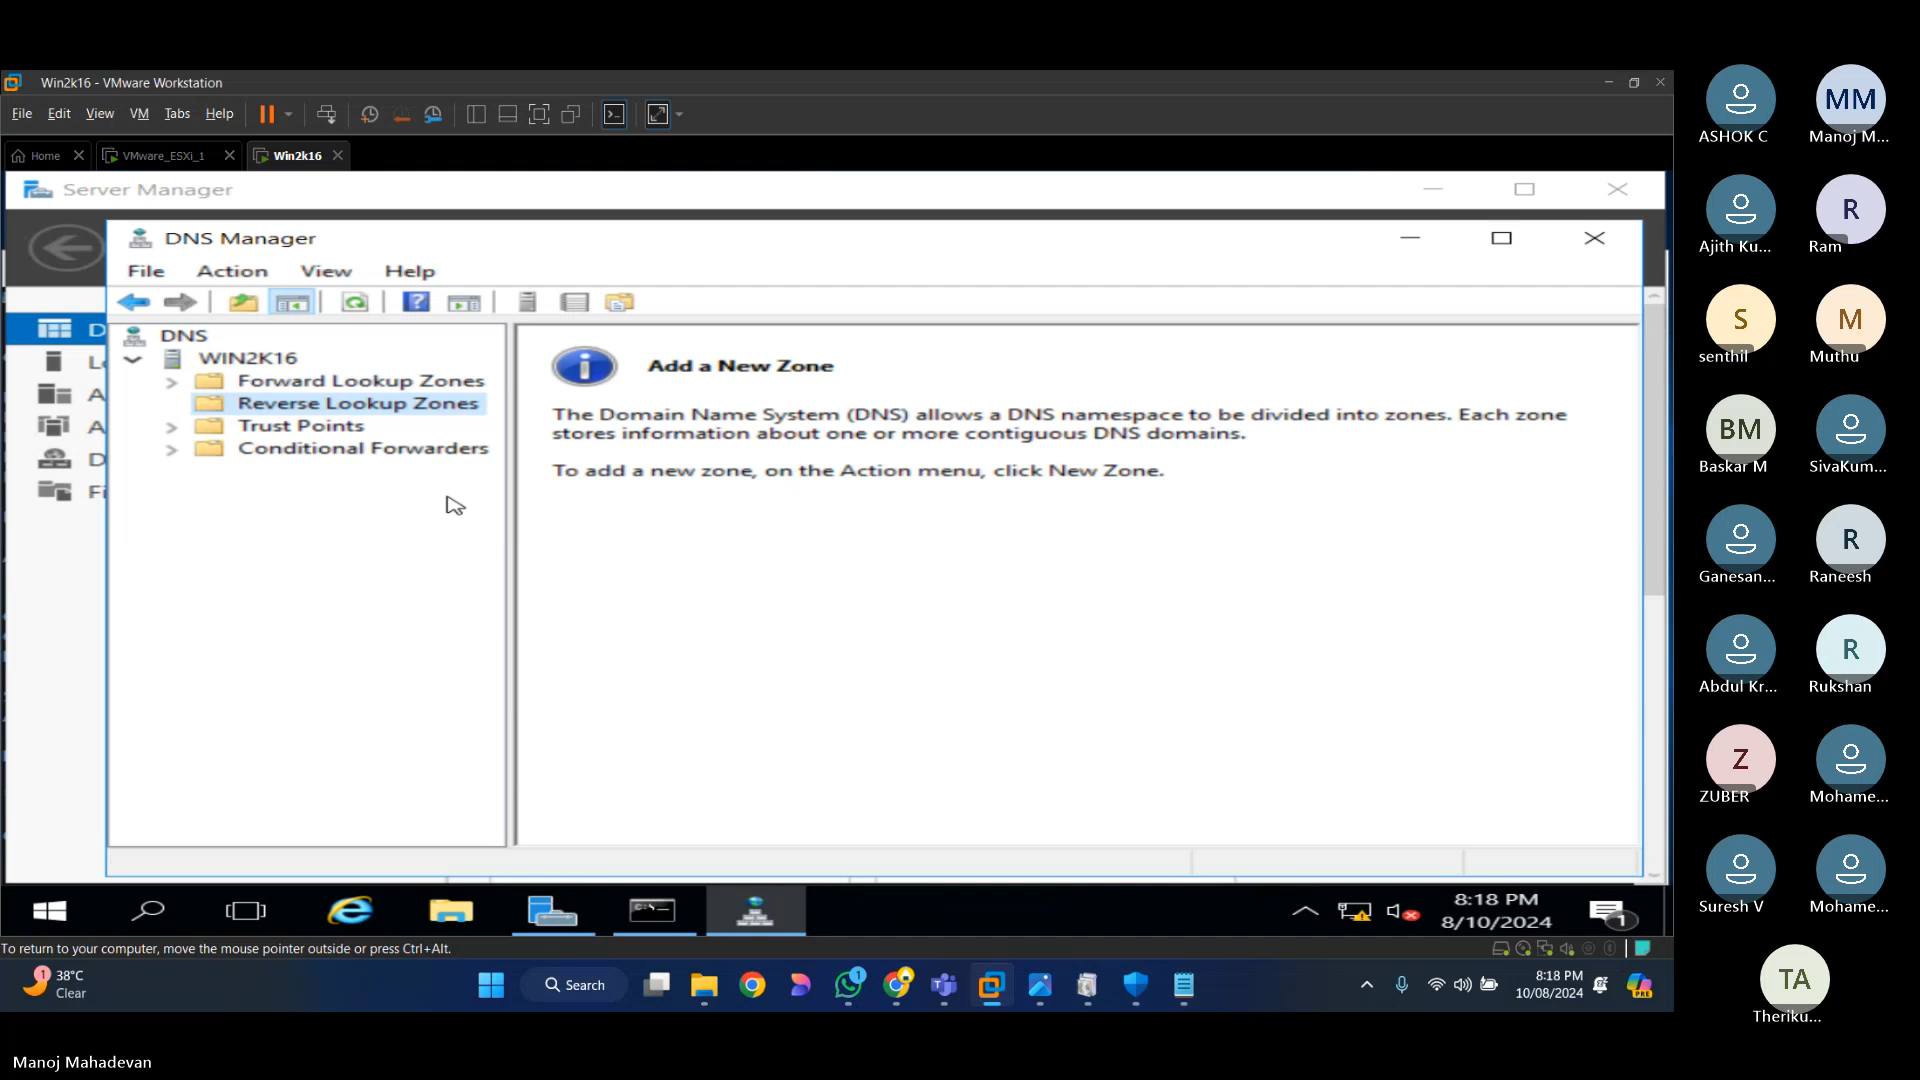 Win2k16 - VMware Workstation
File Edit View VM Tabs Help
Home VMware_ESXi_1 Win2k16
Server Manager
DNS Manager
File Action View Help
DNS
WIN2K16
Forward Lookup Zones
Reverse Lookup Zones
Trust Points
Conditional Forwarders
D
Lo
A
A
D
Fi
Add a New Zone
The Domain Name System (DNS) allows a DNS namespace to be divided into zones. Each zone
stores information about one or more contiguous DNS domains.
To add a new zone, on the Action menu, click New Zone.
8:18 PM
8/10/2024
1
To return to your computer, move the mouse pointer outside or press Ctrl+Alt.
1
38°C
Clear
Search
1
PRE
8:18 PM
10/08/2024
Manoj Mahadevan
ASHOK C
MM
Manoj M...
Ajith Ku...
R
Ram
S
senthil
M
Muthu
BM
Baskar M
SivaKum...
Ganesan...
R
Raneesh
Abdul Kr...
R
Rukshan
Z
ZUBER
Mohame...
Suresh V
Mohame...
TA
Theriku...